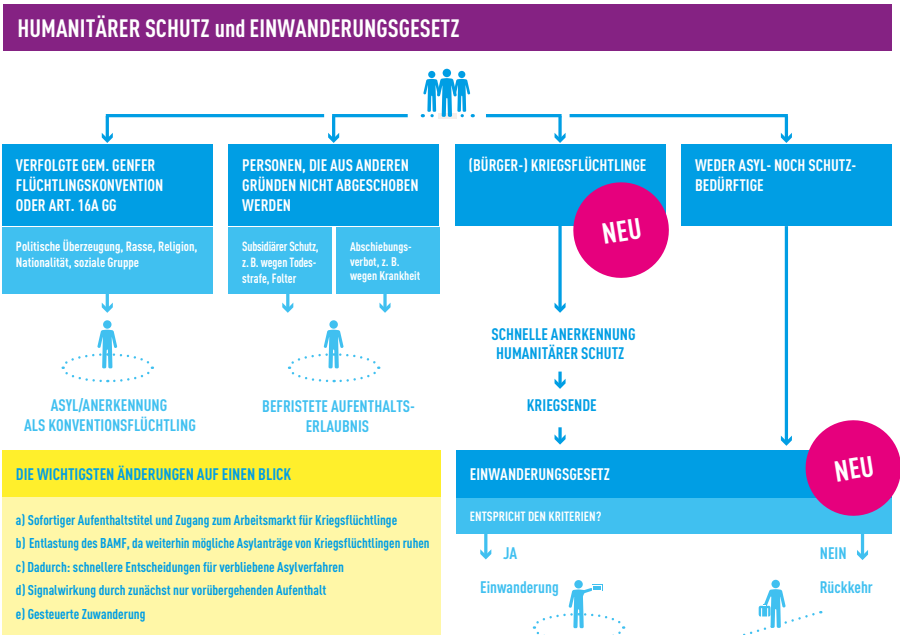 HUMANITÄRER SCHUTZ und EINWANDERUNGSGESETZ
VERFOLGTE GEM. GENFER
FLÜCHTLINGSKONVENTION
ODER ART. 16A GG
Politische Überzeugung, Rasse, Religion,
Nationalität, soziale Gruppe
ASYL/ANERKENNUNG
ALS KONVENTIONSFLÜCHTLING
PERSONEN, DIE AUS ANDEREN
GRÜNDEN NICHT ABGESCHOBEN
WERDEN
Subsidiärer Schutz,
z. B. wegen Todes-
strafe, Folter
Abschiebungs-
verbot, z. B.
wegen Krankheit
BEFRISTETE AUFENTHALTS-
ERLAUBNIS
(BÜRGER-) KRIEGSFLÜCHTLINGE
NEU
SCHNELLE ANERKENNUNG
HUMANITÄRER SCHUTZ
KRIEGSENDE
WEDER ASYL- NOCH SCHUTZ-
BEDÜRFTIGE
DIE WICHTIGSTEN ÄNDERUNGEN AUF EINEN BLICK
a) Sofortiger Aufenthaltstitel und Zugang zum Arbeitsmarkt für Kriegsflüchtlinge
b) Entlastung des BAMF, da weiterhin mögliche Asylanträge von Kriegsflüchtlingen ruhen
c) Dadurch: schnellere Entscheidungen für verbliebene Asylverfahren
d) Signalwirkung durch zunächst nur vorübergehenden Aufenthalt
e) Gesteuerte Zuwanderung
EINWANDERUNGSGESETZ
NEU
ENTSPRICHT DEN KRITERIEN?
JA
Einwanderung
NEIN
Rückkehr